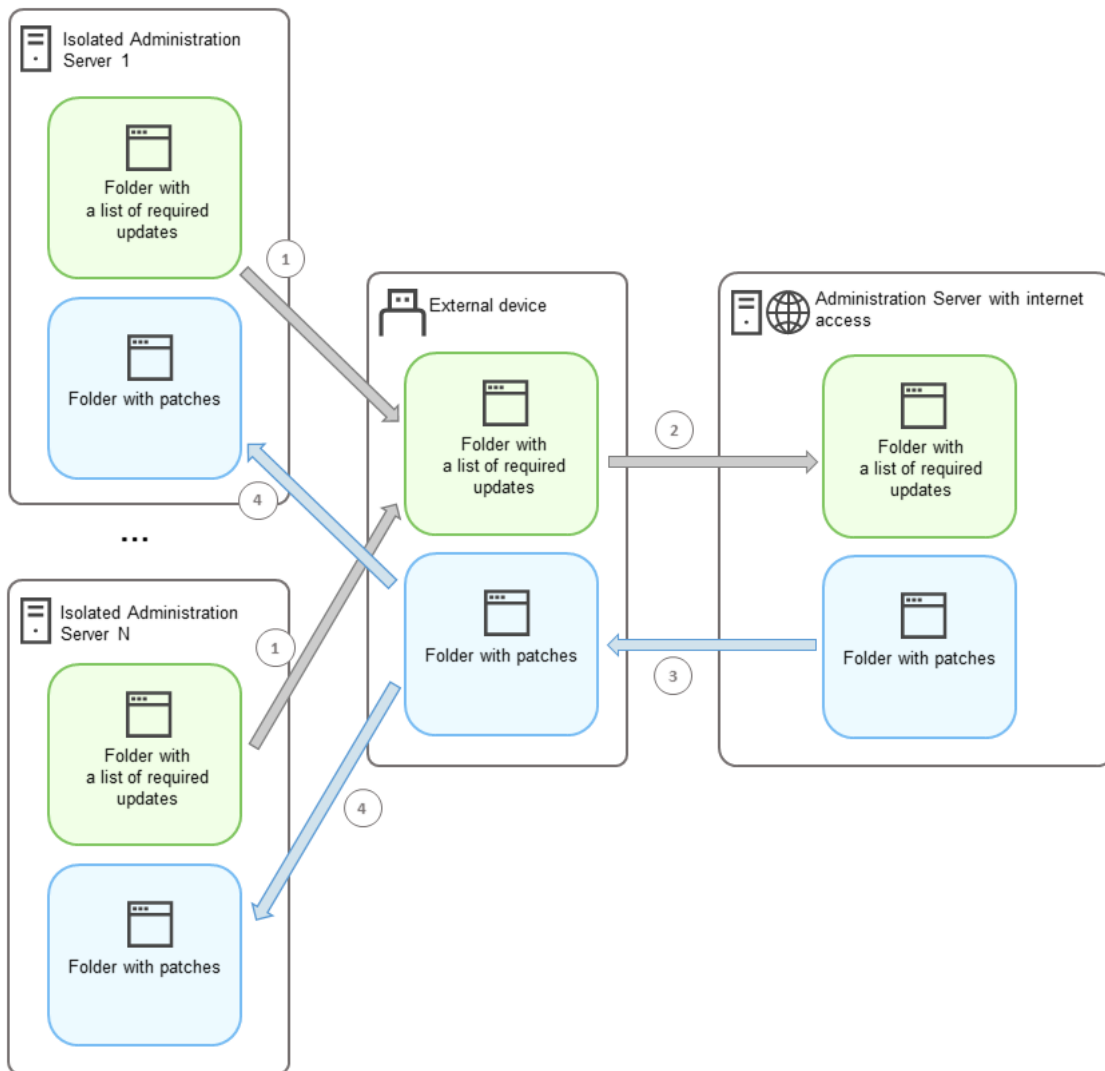 Isolated Administration
Server 1
Folder with
a list of required
updates
1
Folder with patches
4
...
Isolated Administration
Server N
1
Folder with
a list of required
updates
4
Folder with patches
External device
Folder with
a list of required
updates
2
Folder with patches
3
Administration Server with internet
access
Folder with
a list of required
updates
Folder with patches